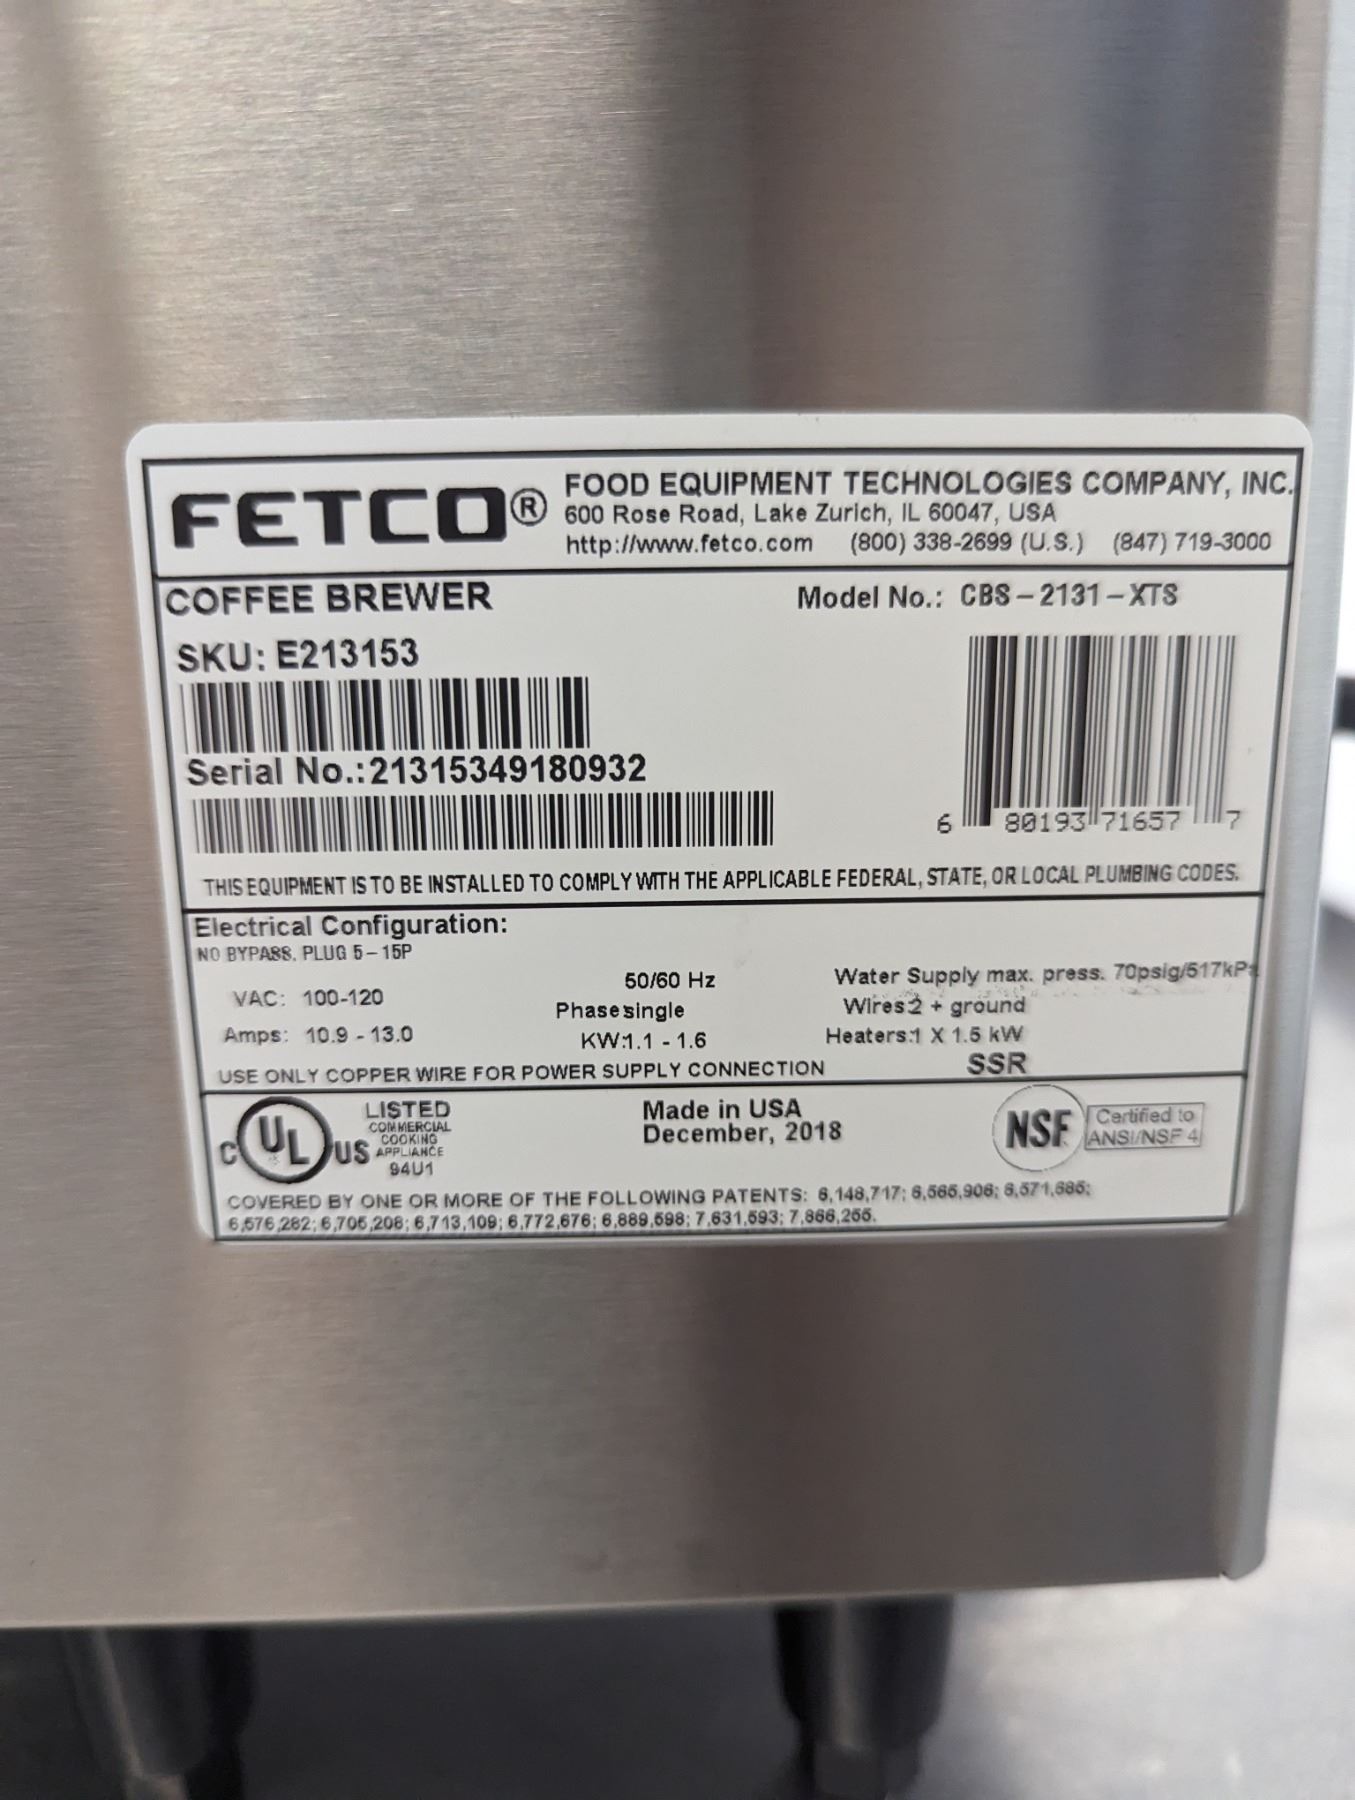 FETCO®
FOOD EQUIPMENT TECHNOLOGIES COMPANY, INC.
600 Rose Road, Lake Zurich, IL 60047, USA
http://www.fetco.com (800) 338-2699 (U.S.) (847) 719-3000
COFFEE BREWER
Model No.: CBS-2131-XTS
SKU: E213153
Serial No.:21315349180932
6 80193 71657 7
THIS EQUIPMENT IS TO BE INSTALLED TO COMPLY WITH THE APPLICABLE FEDERAL, STATE, OR LOCAL PLUMBING CODES.
Electrical Configuration:
NO BYPASS. PLUG 5-15P
VAC: 100-120
50/60 Hz
Water Supply max. press. 70psig/517kPa
Phase single
Wires:2 + ground
Amps: 10.9 - 13.0
KW:1.1 - 1.6
Heaters:1 X 1.5 kW
USE ONLY COPPER WIRE FOR POWER SUPPLY CONNECTION
SSR
C UL US
LISTED
COMMERCIAL
COOKING
APPLIANCE
94U1
Made in USA
December, 2018
NSF
Certified to
ANSI/NSF 4
COVERED BY ONE OR MORE OF THE FOLLOWING PATENTS: 6,148,717; 6,565,906; 6,571,685;
6,576,282; 6,705,208; 6,713,109; 6,772,676; 6,889,598; 7,631,593; 7,866,255.